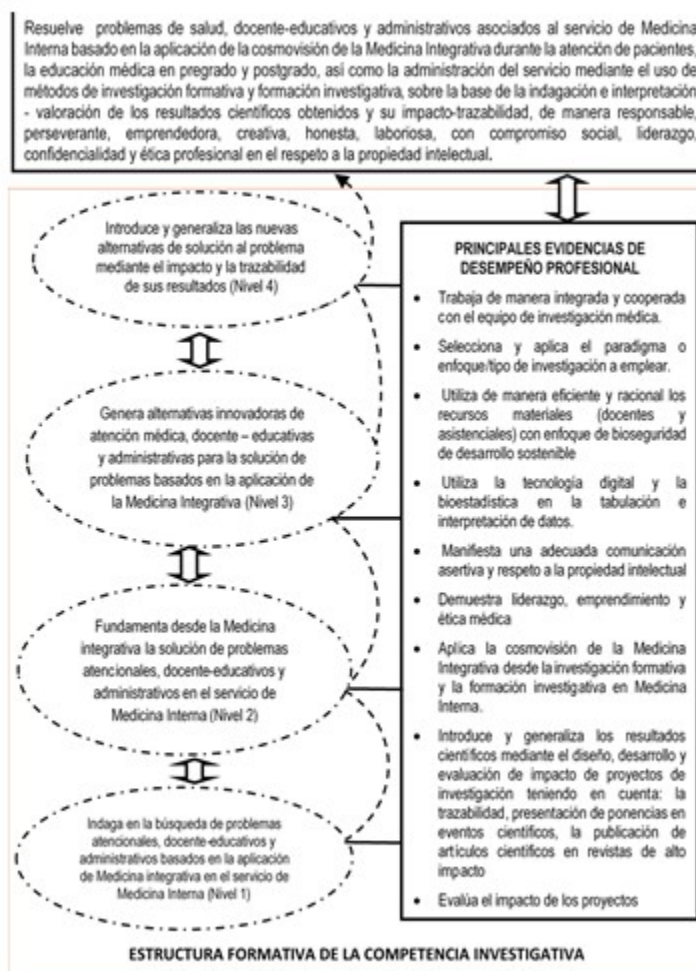 Resuelve problemas de salud, docente-educativos y administrativos asociados al servicio de Medicina
Interna basado en la aplicación de la cosmovisión de la Medicina Integrativa durante la atención de pacientes,
la educación médica en pregrado y postgrado, así como la administración del servicio mediante el uso de
métodos de investigación formativa y formación investigativa, sobre la base de la indagación e interpretación
- valoración de los resultados científicos obtenidos y su impacto-trazabilidad, de manera responsable,
perseverante, emprendedora, creativa, honesta, laboriosa, con compromiso social, liderazgo,
confidencialidad y ética profesional en el respeto a la propiedad intelectual.
Introduce y generaliza las nuevas
alternativas de solución al problema
mediante el impacto y la trazabilidad
de sus resultados (Nivel 4)
Genera alternativas innovadoras de
atención médica, docente – educativas
y administrativas para la solución de
problemas basados en la aplicación de
la Medicina Integrativa (Nivel 3)
Fundamenta desde la Medicina
integrativa la solución de problemas
atencionales, docente-educativos y
administrativos en el servicio de
Medicina Interna (Nivel 2)
Indaga en la búsqueda de problemas
atencionales, docente-educativos y
administrativos basados en la aplicación
de Medicina integrativa en el servicio de
Medicina Interna (Nivel 1)
PRINCIPALES EVIDENCIAS DE
DESEMPEÑO PROFESIONAL
• Trabaja de manera integrada y cooperada
con el equipo de investigación médica.
• Selecciona y aplica el paradigma o
enfoque/tipo de investigación a emplear.
• Utiliza de manera eficiente y racional los
recursos materiales (docentes y
asistenciales) con enfoque de bioseguridad
de desarrollo sostenible
• Utiliza la tecnología digital y la
bioestadística en la tabulación e
interpretación de datos.
• Manifiesta una adecuada comunicación
asertiva y respeto a la propiedad intelectual
• Demuestra liderazgo, emprendimiento y
ética médica
• Aplica la cosmovisión de la Medicina
Integrativa desde la investigación formativa
y la formación investigativa en Medicina
Interna.
• Introduce y generaliza los resultados
científicos mediante el diseño, desarrollo y
evaluación de impacto de proyectos de
investigación teniendo en cuenta: la
trazabilidad, presentación de ponencias en
eventos científicos, la publicación de
artículos científicos en revistas de alto
impacto
• Evalúa el impacto de los proyectos
ESTRUCTURA FORMATIVA DE LA COMPETENCIA INVESTIGATIVA